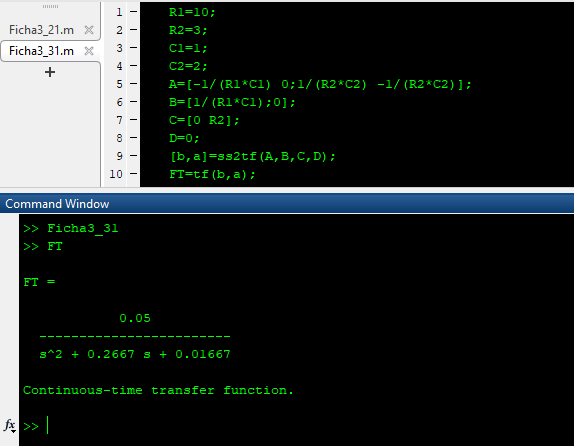 Ficha3_21.m
Ficha3_31.m
+
1 – R1=10;
2 – R2=3;
3 – C1=1;
4 – C2=2;
5 – A=[-1/(R1*C1) 0;1/(R2*C2) -1/(R2*C2)];
6 – B=[1/(R1*C1);0];
7 – C=[0 R2];
8 – D=0;
9 – [b,a]=ss2tf(A,B,C,D);
10 – FT=tf(b,a);
Command Window
>> Ficha3_31
>> FT
FT =
0.05
------------------------
s^2 + 0.2667 s + 0.01667
Continuous-time transfer function.
fx >>